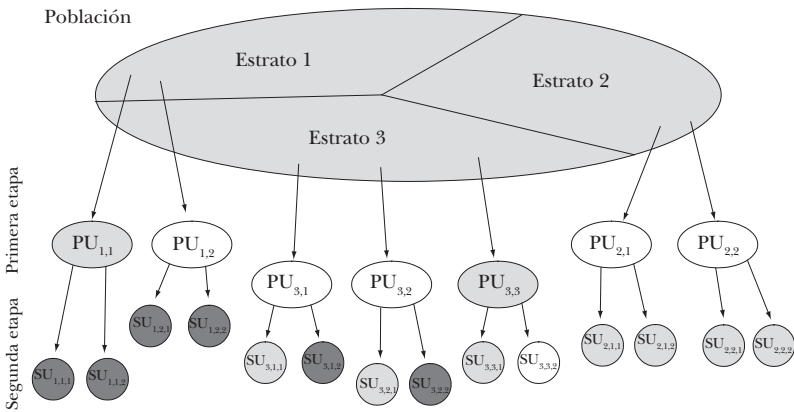 Población
Estrato 1
Estrato 2
Estrato 3
Primera etapa
PU1,1
PU1,2
PU2,1
PU2,2
PU3,1
PU3,2
PU3,3
Segunda etapa
SU1,2,1
SU1,2,2
SU2,1,1
SU2,1,2
SU2,2,1
SU2,2,2
SU3,1,1
SU3,1,2
SU3,3,1
SU3,3,2
SU1,1,1
SU1,1,2
SU3,2,1
SU3,2,2